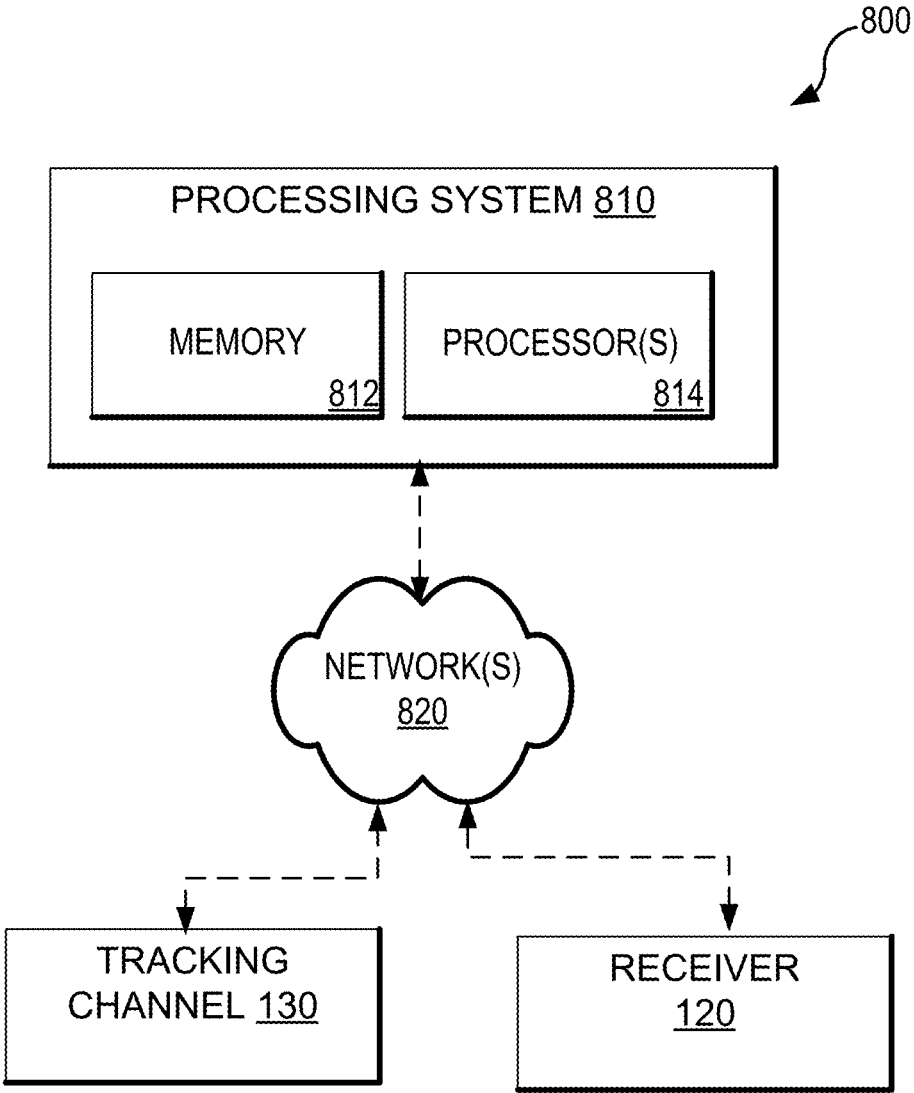 800
PROCESSING SYSTEM 810
MEMORY
812
PROCESSOR(S)
814
NETWORK(S)
820
TRACKING
CHANNEL 130
RECEIVER
120